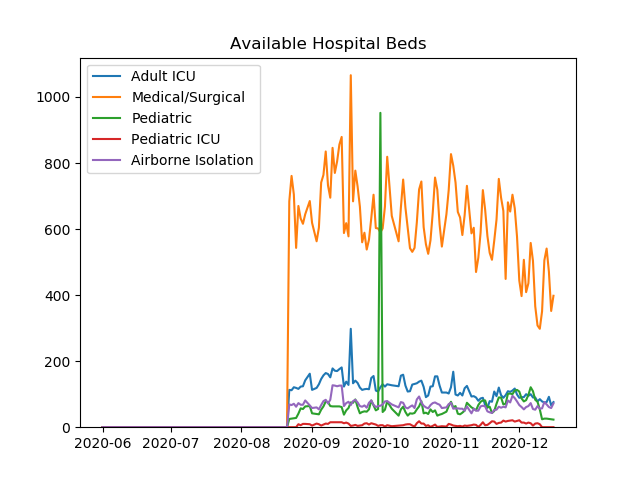 Available Hospital Beds
Adult ICU
Medical/Surgical
Pediatric
Pediatric ICU
Airborne Isolation
1000
800
600
400
200
0
2020-06 2020-07 2020-08 2020-09 2020-10 2020-11 2020-12